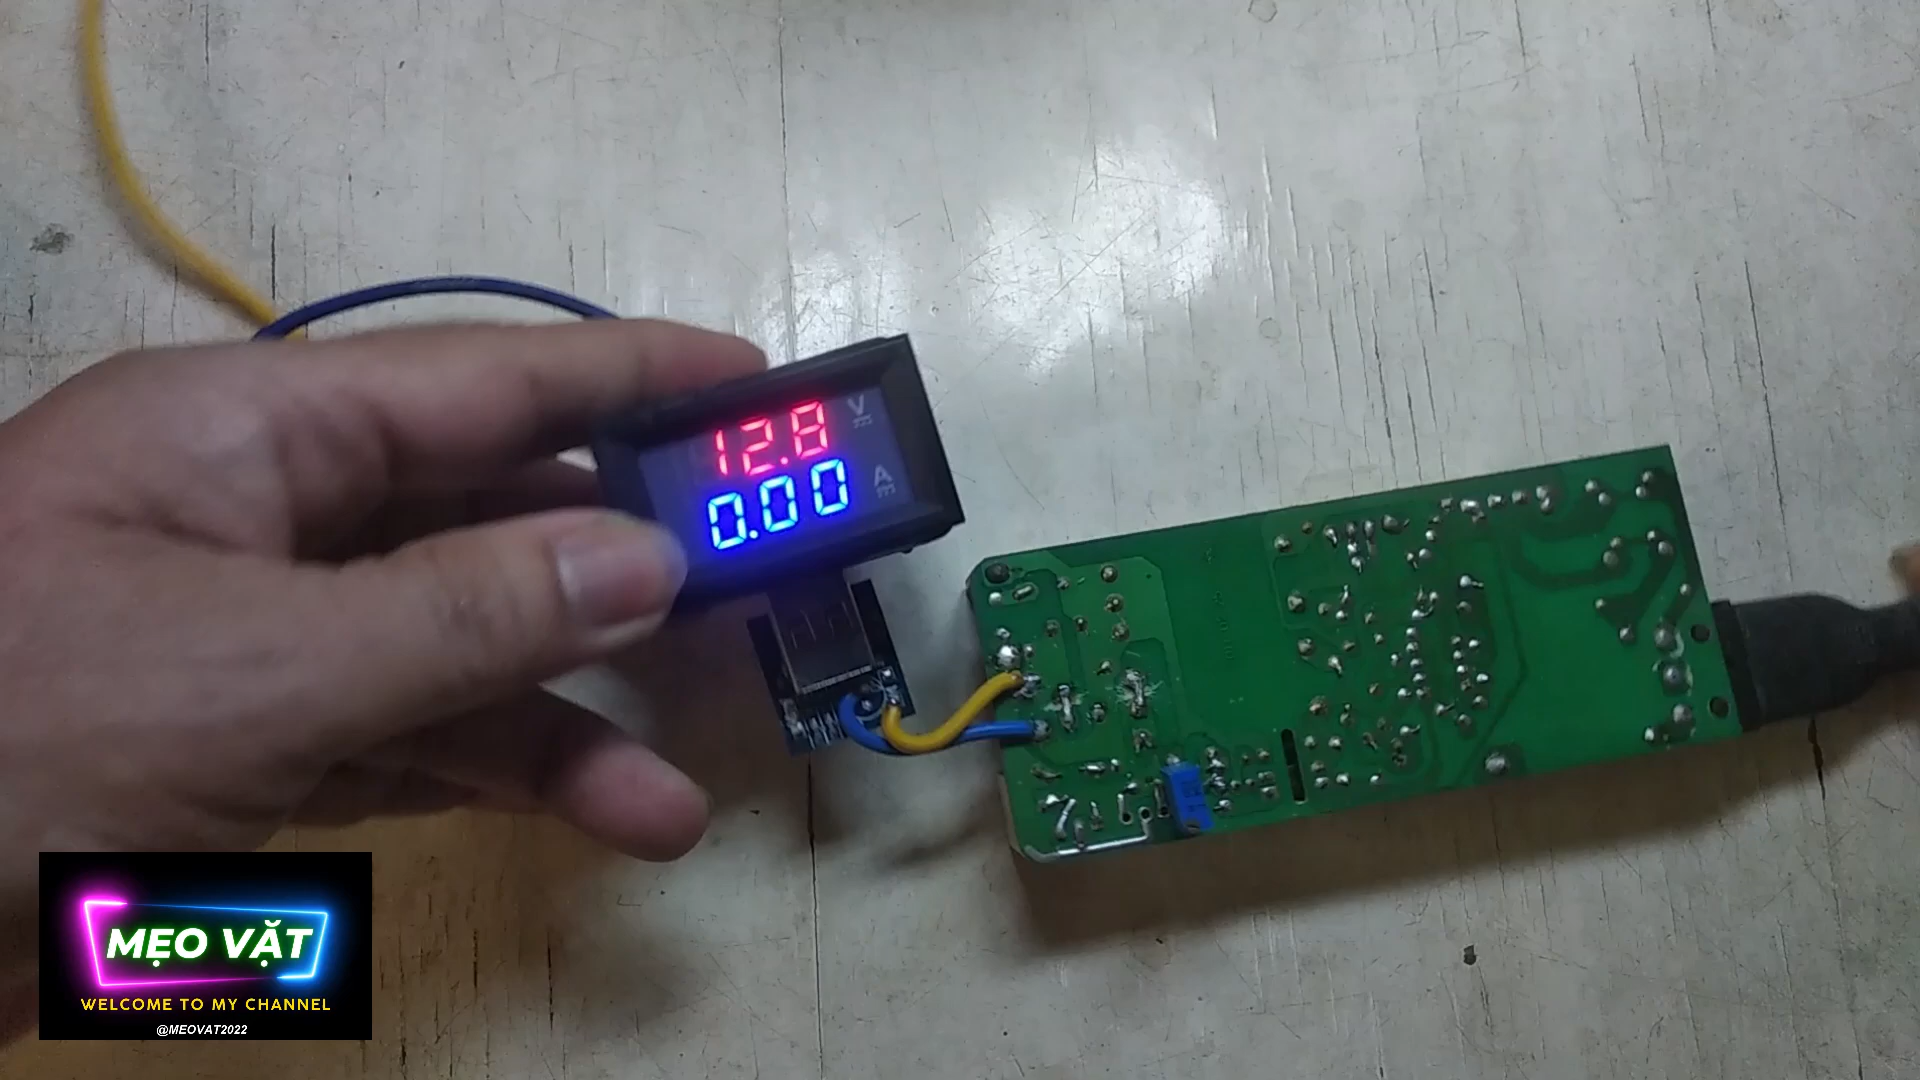 12.8 V
0.00 A
MẸO VẶT
WELCOME TO MY CHANNEL
@MEOVAT2022